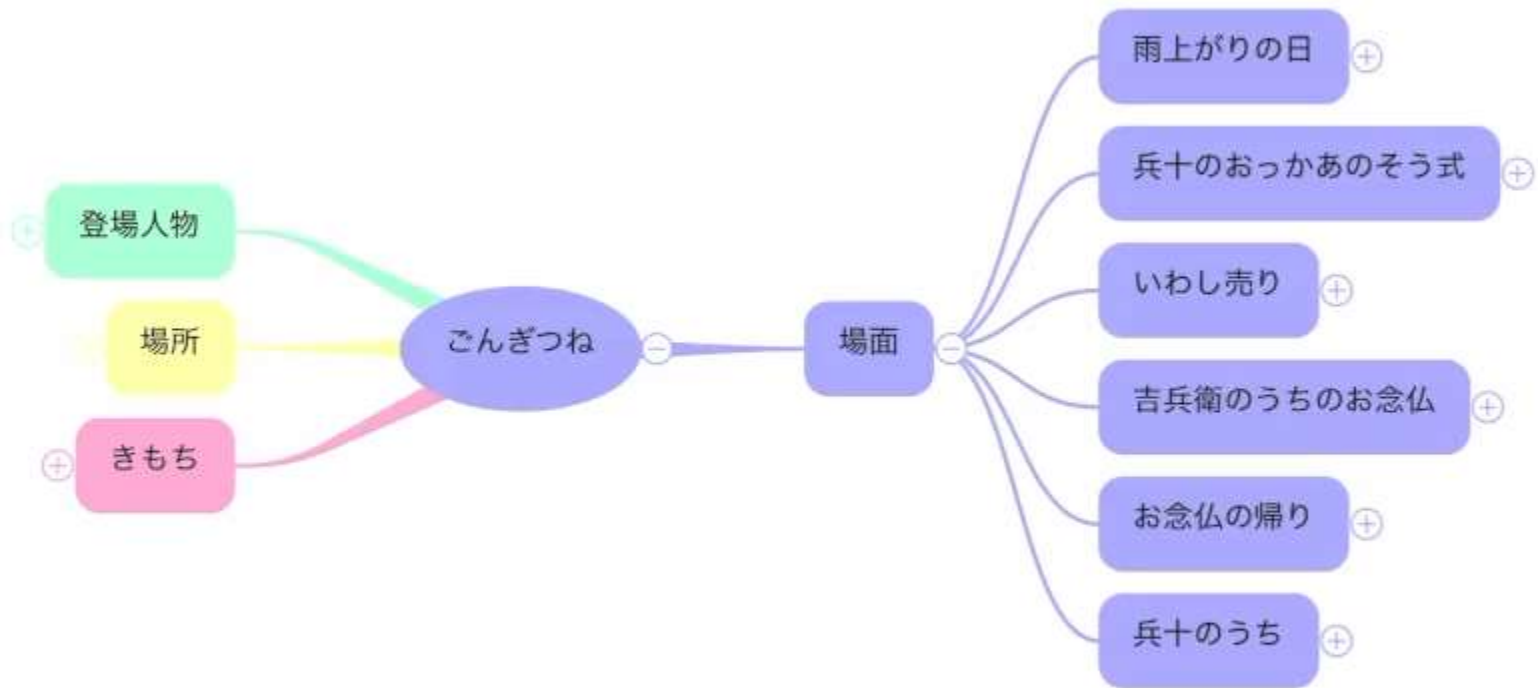 登場人物
場所
きもち
ごんぎつね
場面
雨上がりの日
兵十のおっかあのそう式
いわし売り
吉兵衛のうちのお念仏
お念仏の帰り
兵十のうち